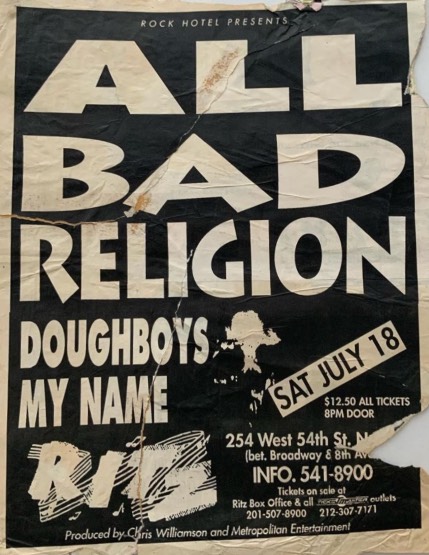 ROCK HOTEL PRESENTS
ALL
BAD
RELIGION
DOUGHBOYS
MY NAME
SAT JULY 18
$12.50 ALL TICKETS
8PM DOOR
RITZ
254 West 54th St.
(bet. Broadway & 8th
INFO. 541-8900
Tickets on sale at
Ritz Box Office & all TICKETMASTER outlets
201-507-8900 212-307-7171
Produced by Chris Williamson and Metropolitan Entertainment